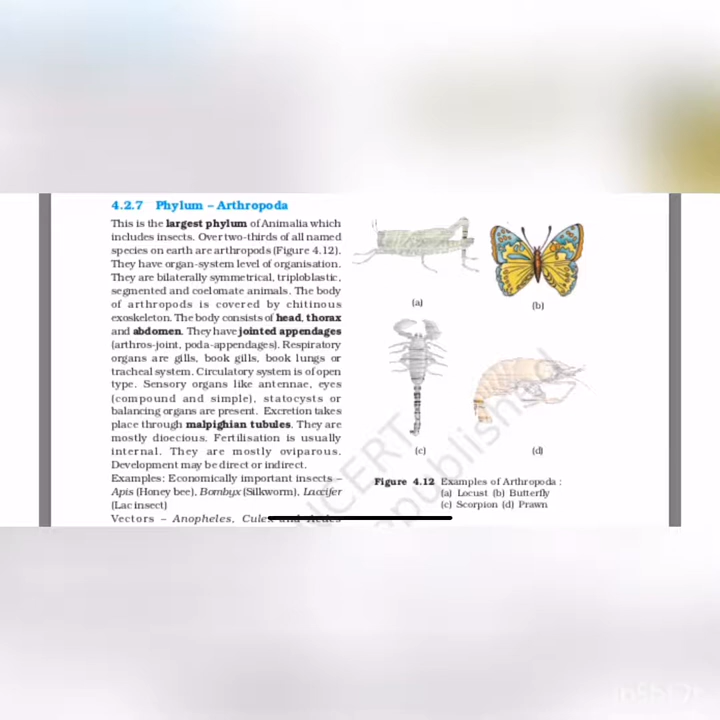 4.2.7 Phylum – Arthropoda
This is the largest phylum of Animalia which
includes insects. Over two-thirds of all named
species on earth are arthropods (Figure 4.12).
They have organ-system level of organisation.
They are bilaterally symmetrical, triploblastic,
segmented and coelomate animals. The body
of arthropods is covered by chitinous
exoskeleton. The body consists of head, thorax
and abdomen. They have jointed appendages
(arthros-joint, poda-appendages). Respiratory
organs are gills, book gills, book lungs or
tracheal system. Circulatory system is of open
type. Sensory organs like antennae, eyes
(compound and simple), statocysts or
balancing organs are present. Excretion takes
place through malpighian tubules. They are
mostly dioecious. Fertilisation is usually
internal. They are mostly oviparous.
Development may be direct or indirect.
Examples: Economically important insects –
Apis (Honey bee), Bombyx (Silkworm), Laccifer
(Lac insect)
Vectors – Anopheles, Culex and Aedes
(a)
(b)
(c)
(d)
Figure 4.12 Examples of Arthropoda :
(a) Locust (b) Butterfly
(c) Scorpion (d) Prawn
NCERT
republished